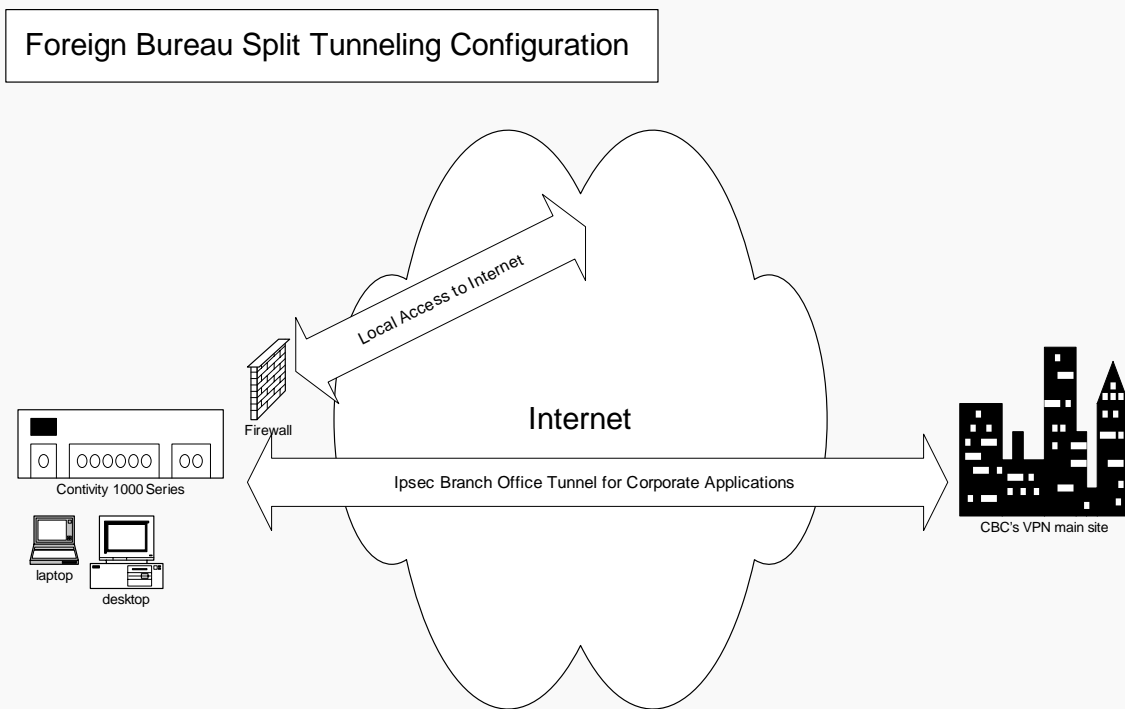 Foreign Bureau Split Tunneling Configuration
Local Access to Internet
Firewall
Internet
Contivity 1000 Series
Ipsec Branch Office Tunnel for Corporate Applications
CBC's VPN main site
laptop
desktop